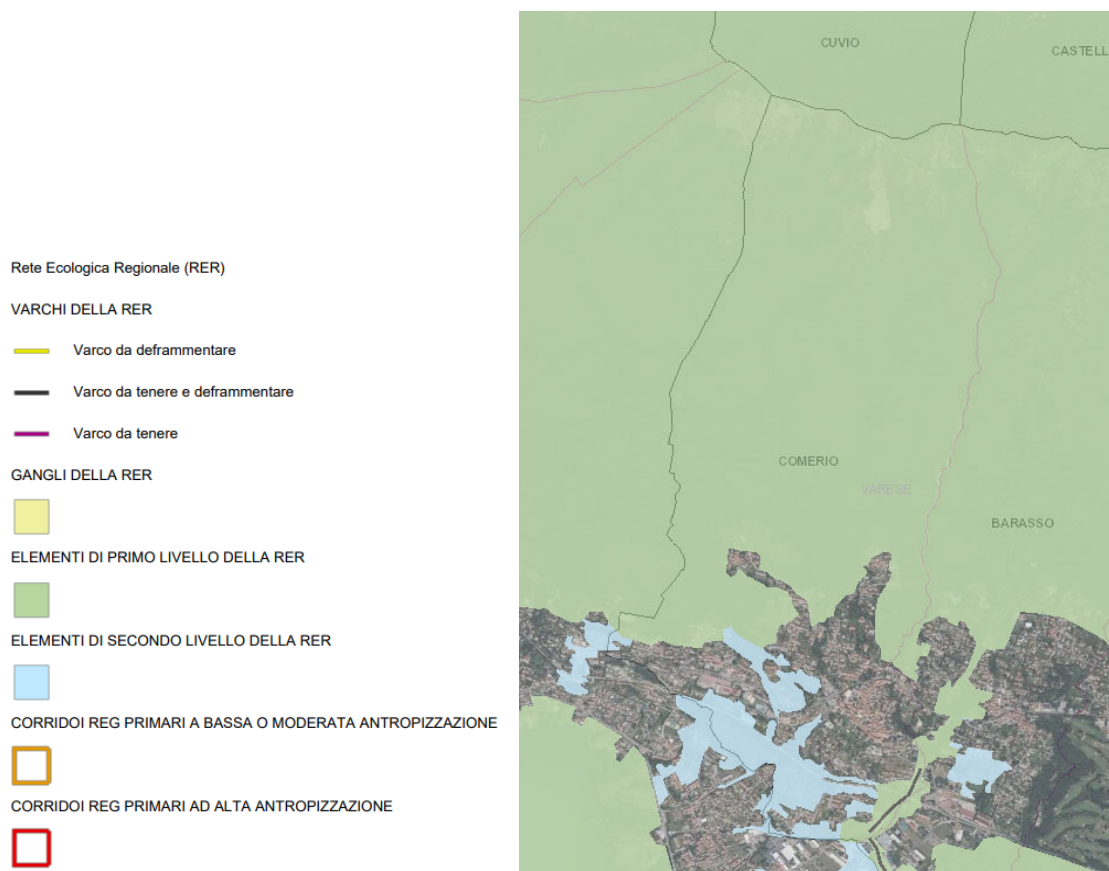 Rete Ecologica Regionale (RER)
VARCHI DELLA RER
Varco da deframmentare
Varco da tenere e deframmentare
Varco da tenere
GANGLI DELLA RER
ELEMENTI DI PRIMO LIVELLO DELLA RER
ELEMENTI DI SECONDO LIVELLO DELLA RER
CORRIDOI REG PRIMARI A BASSA O MODERATA ANTROPIZZAZIONE
CORRIDOI REG PRIMARI AD ALTA ANTROPIZZAZIONE
CUVIO
CASTELL
COMERIO
VARESE
BARASSO